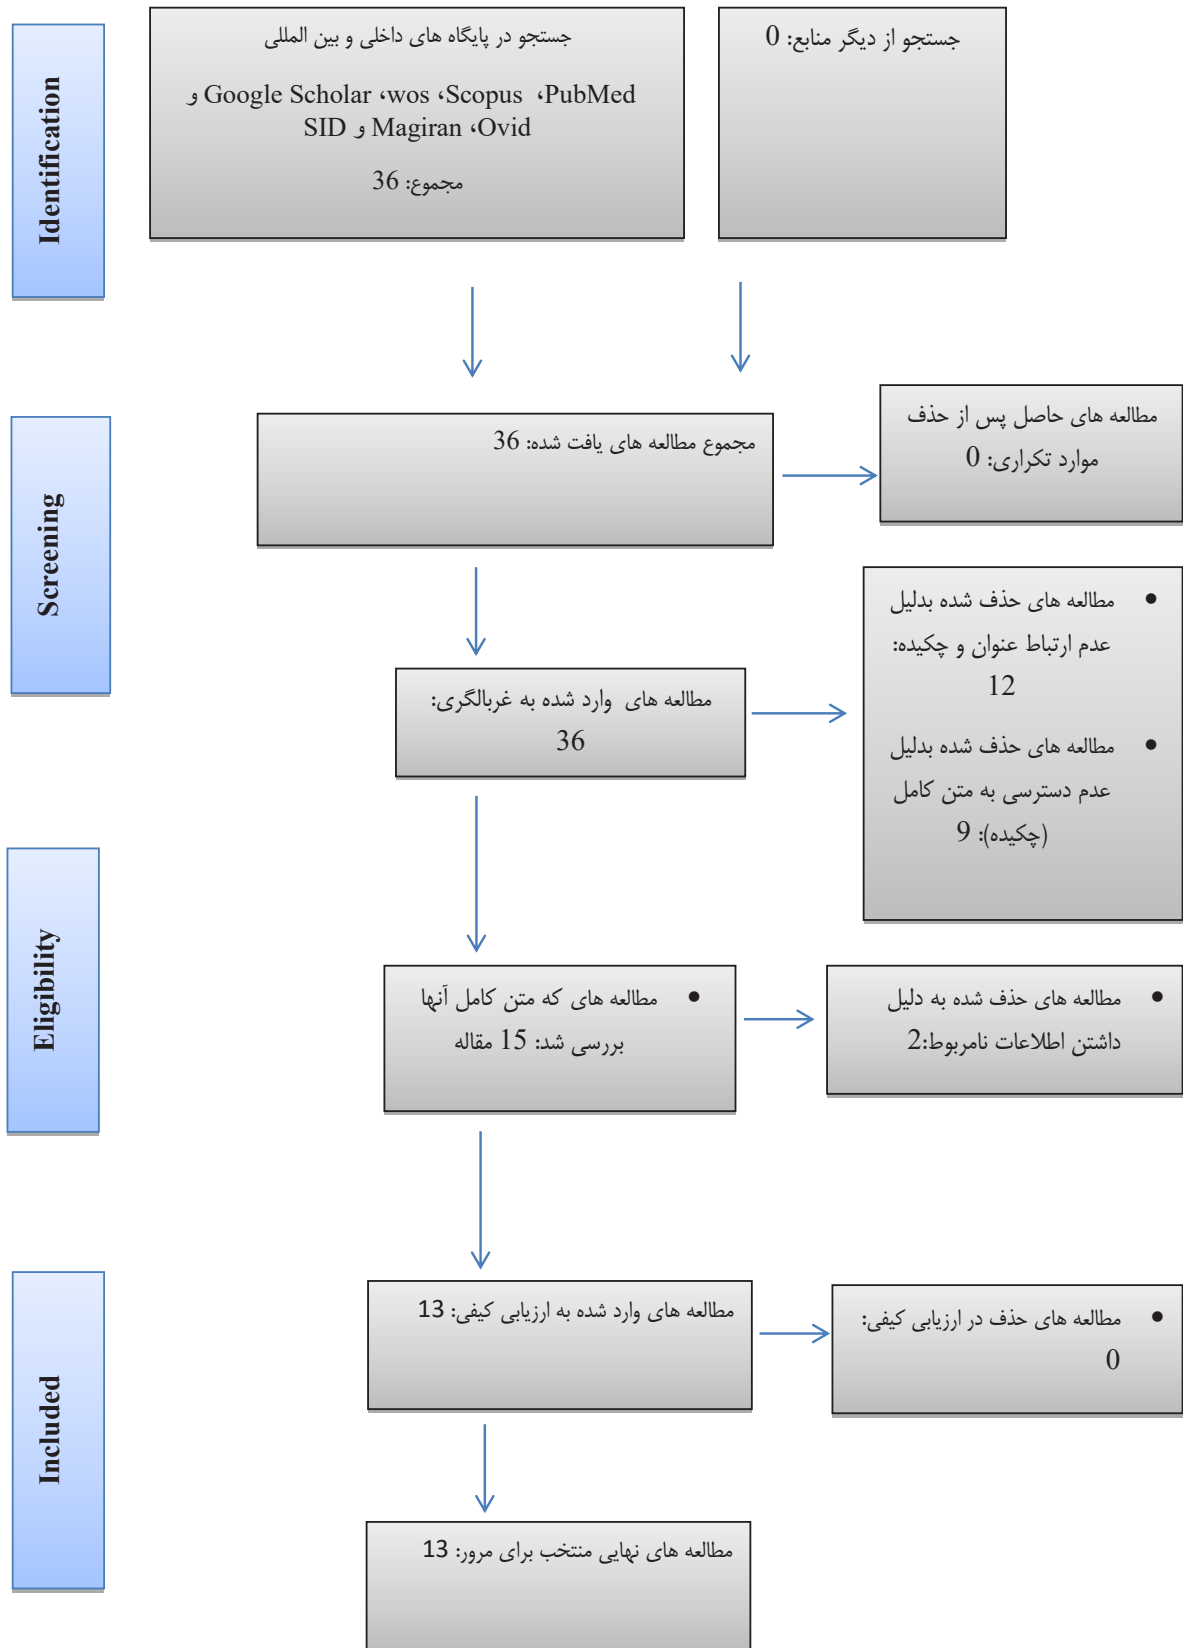 Identification
جستجو در پایگاه های داخلی و بین المللی
Google Scholar ،wos ،Scopus ،PubMed و
SID و Magiran ،Ovid
مجموع: 36
جستجو از دیگر منابع: 0
Screening
مجموع مطالعه های یافت شده: 36
مطالعه های حاصل پس از حذف
موارد تکراری: 0
مطالعه های وارد شده به غربالگری:
36
• مطالعه های حذف شده بدلیل
عدم ارتباط عنوان و چکیده:
12
• مطالعه های حذف شده بدلیل
عدم دسترسی به متن کامل
(چکیده): 9
Eligibility
• مطالعه های که متن کامل آنها
بررسی شد: 15 مقاله
• مطالعه های حذف شده به دلیل
داشتن اطلاعات نامربوط:2
Included
مطالعه های وارد شده به ارزیابی کیفی: 13
• مطالعه های حذف در ارزیابی کیفی:
0
مطالعه های نهایی منتخب برای مرور: 13